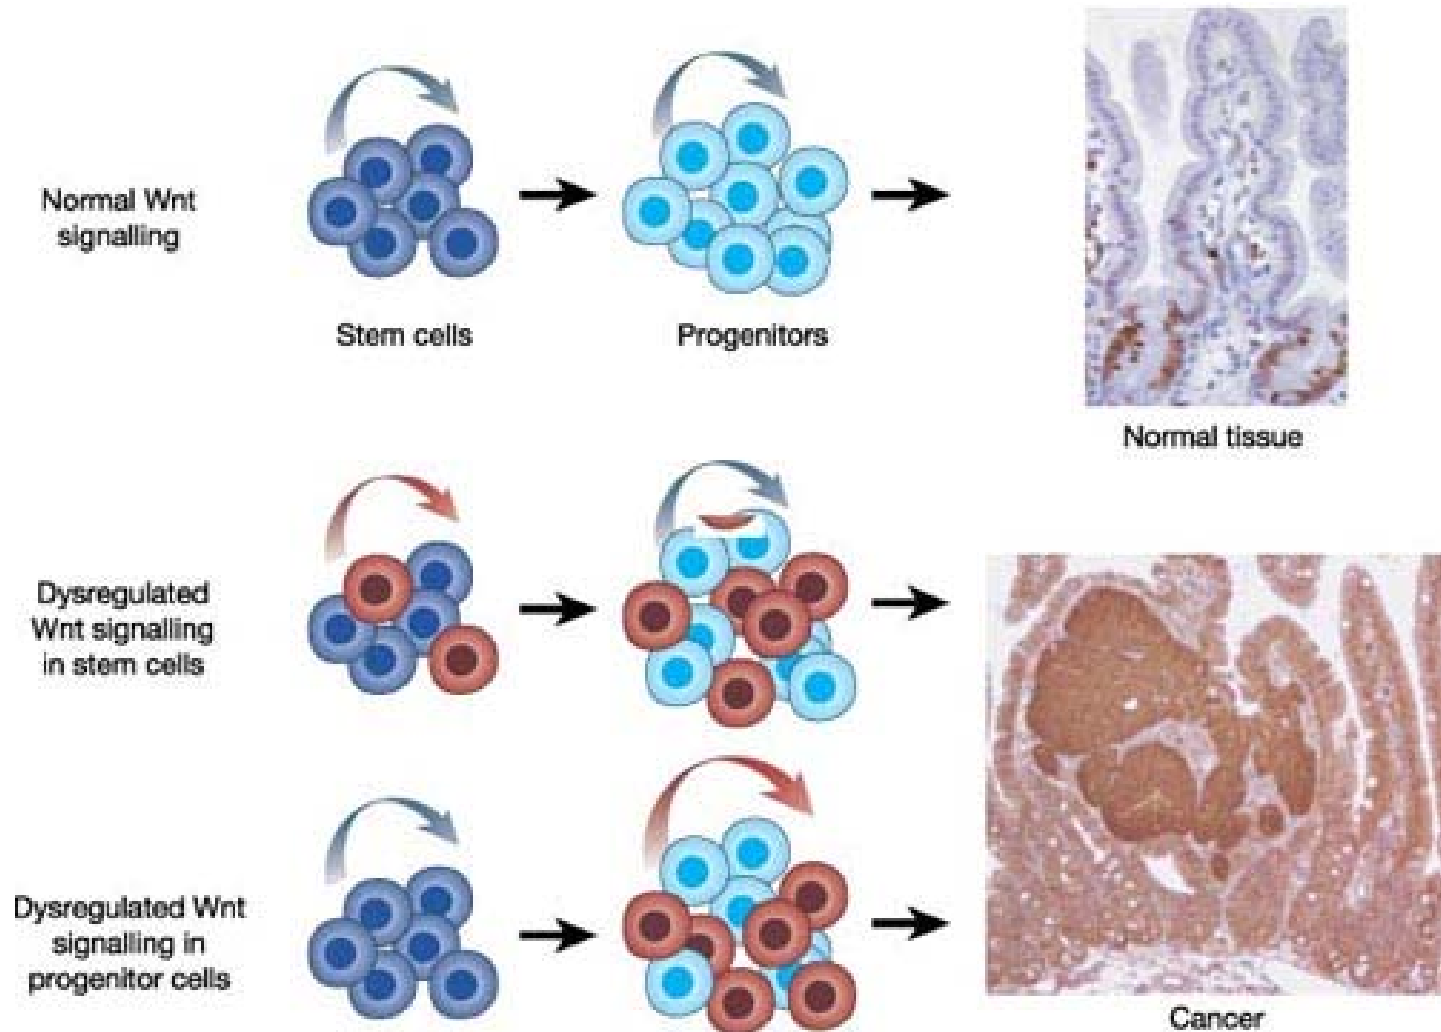 Normal Wnt
signalling
Stem cells
Progenitors
Normal tissue
Dysregulated
Wnt signalling
in stem cells
Dysregulated Wnt
signalling in
progenitor cells
Cancer